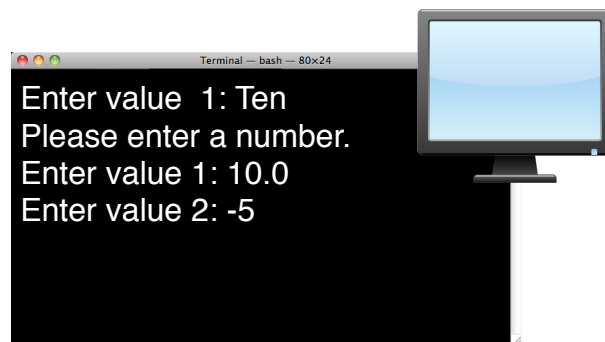 Terminal — bash — 80×24
Enter value  1: Ten
Please enter a number.
Enter value 1: 10.0
Enter value 2: -5